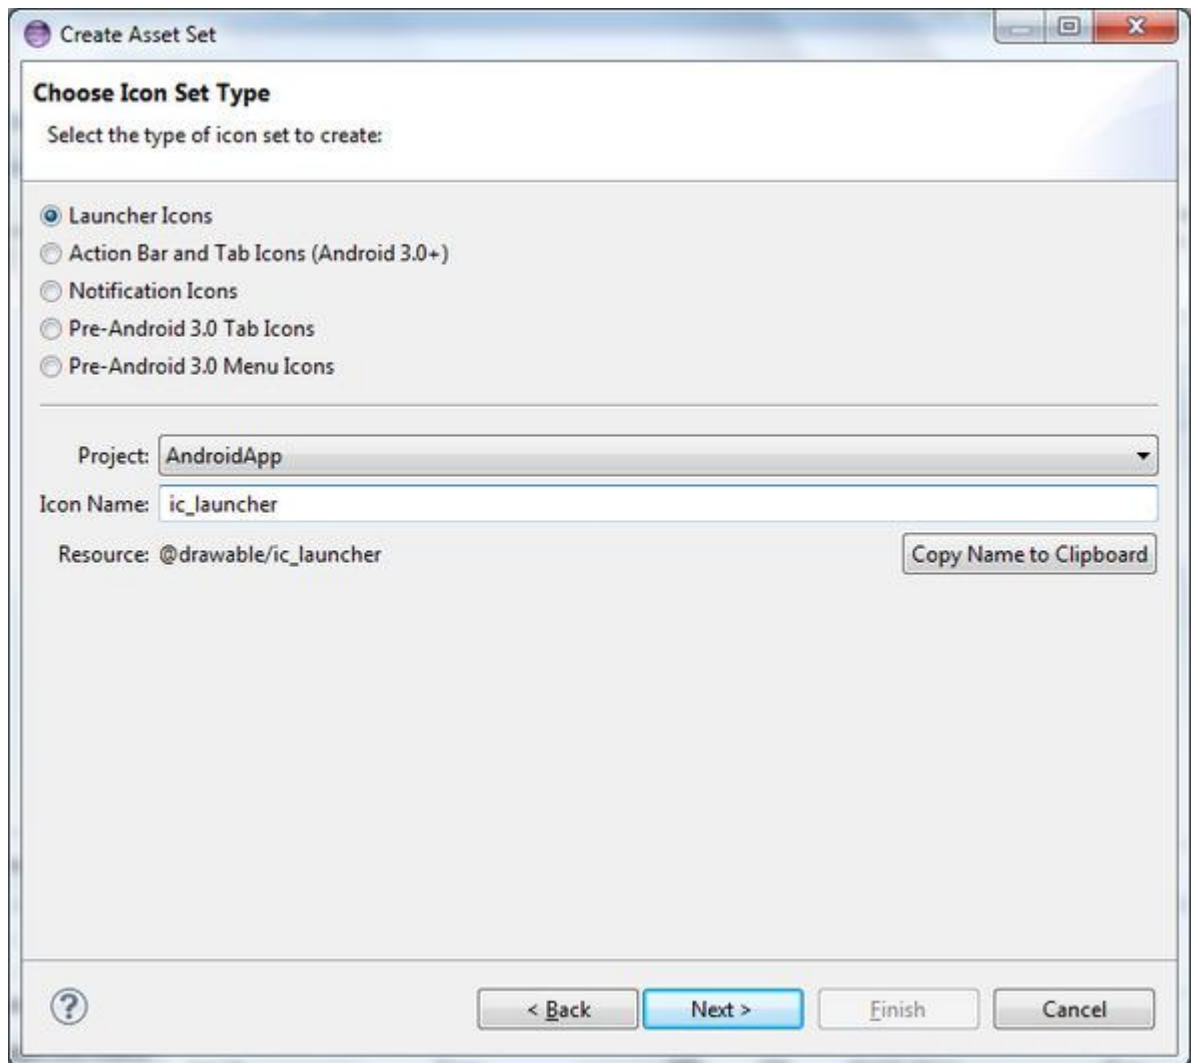 Create Asset Set
Choose Icon Set Type
Select the type of icon set to create:
Launcher Icons
Action Bar and Tab Icons (Android 3.0+)
Notification Icons
Pre-Android 3.0 Tab Icons
Pre-Android 3.0 Menu Icons
Project: AndroidApp
Icon Name: ic_launcher
Resource: @drawable/ic_launcher Copy Name to Clipboard
? < Back Next > Finish Cancel